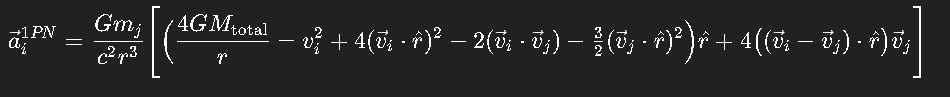 \vec{a}_i^{1PN} = \frac{Gm_j}{c^2 r^3} \left[ \left( \frac{4GM_{\text{total}}}{r} - v_i^2 + 4(\vec{v}_i \cdot \hat{r})^2 - 2(\vec{v}_i \cdot \vec{v}_j) - \frac{3}{2}(\vec{v}_j \cdot \hat{r})^2 \right) \hat{r} + 4\left( (\vec{v}_i - \vec{v}_j) \cdot \hat{r} \right) \vec{v}_j \right]